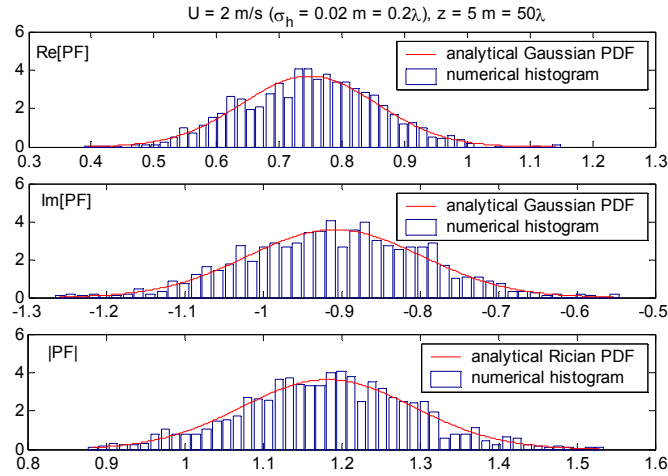 U = 2 m/s (σh = 0.02 m = 0.2λ), z = 5 m = 50λ
6
4
2
0
Re[PF]
analytical Gaussian PDF
numerical histogram
0.3 0.4 0.5 0.6 0.7 0.8 0.9 1 1.1 1.2 1.3
6
4
2
0
Im[PF]
analytical Gaussian PDF
numerical histogram
-1.3 -1.2 -1.1 -1 -0.9 -0.8 -0.7 -0.6 -0.5
6
4
2
0
|PF|
analytical Rician PDF
numerical histogram
0.8 0.9 1 1.1 1.2 1.3 1.4 1.5 1.6